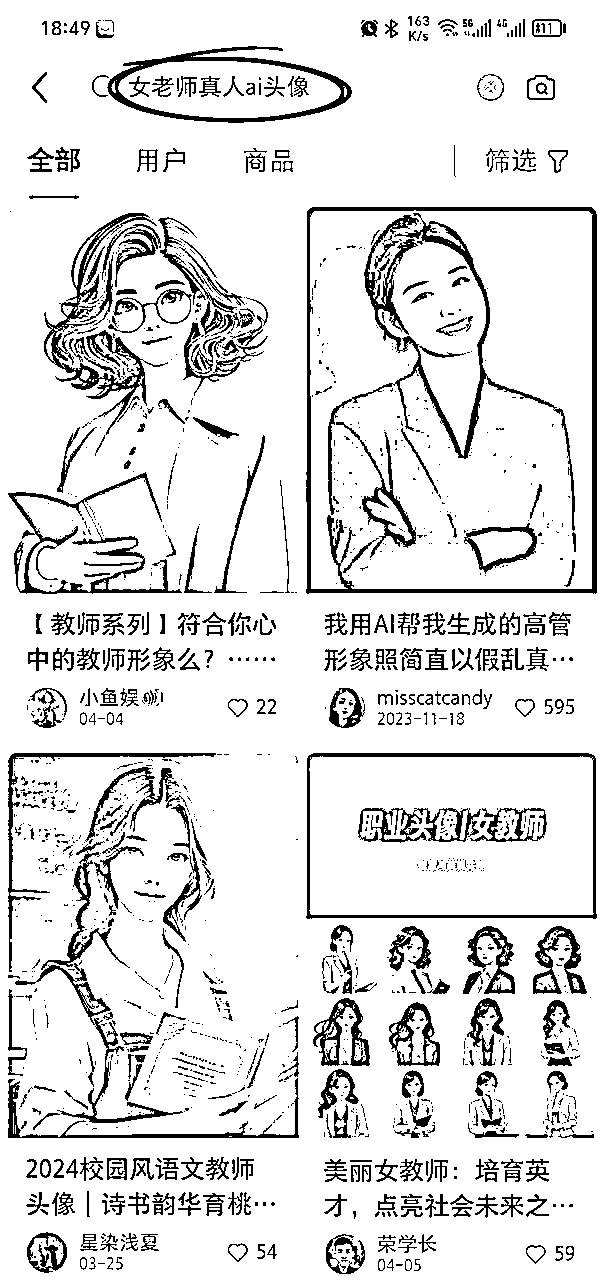 18:49
163 K/s 5G 4G 81
女老师真人ai头像
全部 用户 商品 筛选
【教师系列】符合你心
中的教师形象么？……
小鱼娱
04-04
22
我用AI帮我生成的高管
形象照简直以假乱真…
misscatcandy
2023-11-18
595
职业头像|女教师
2024校园风语文教师
头像｜诗书韵华育桃…
星染浅夏
03-25
54
美丽女教师：培育英
才，点亮社会未来之…
荣学长
04-05
59